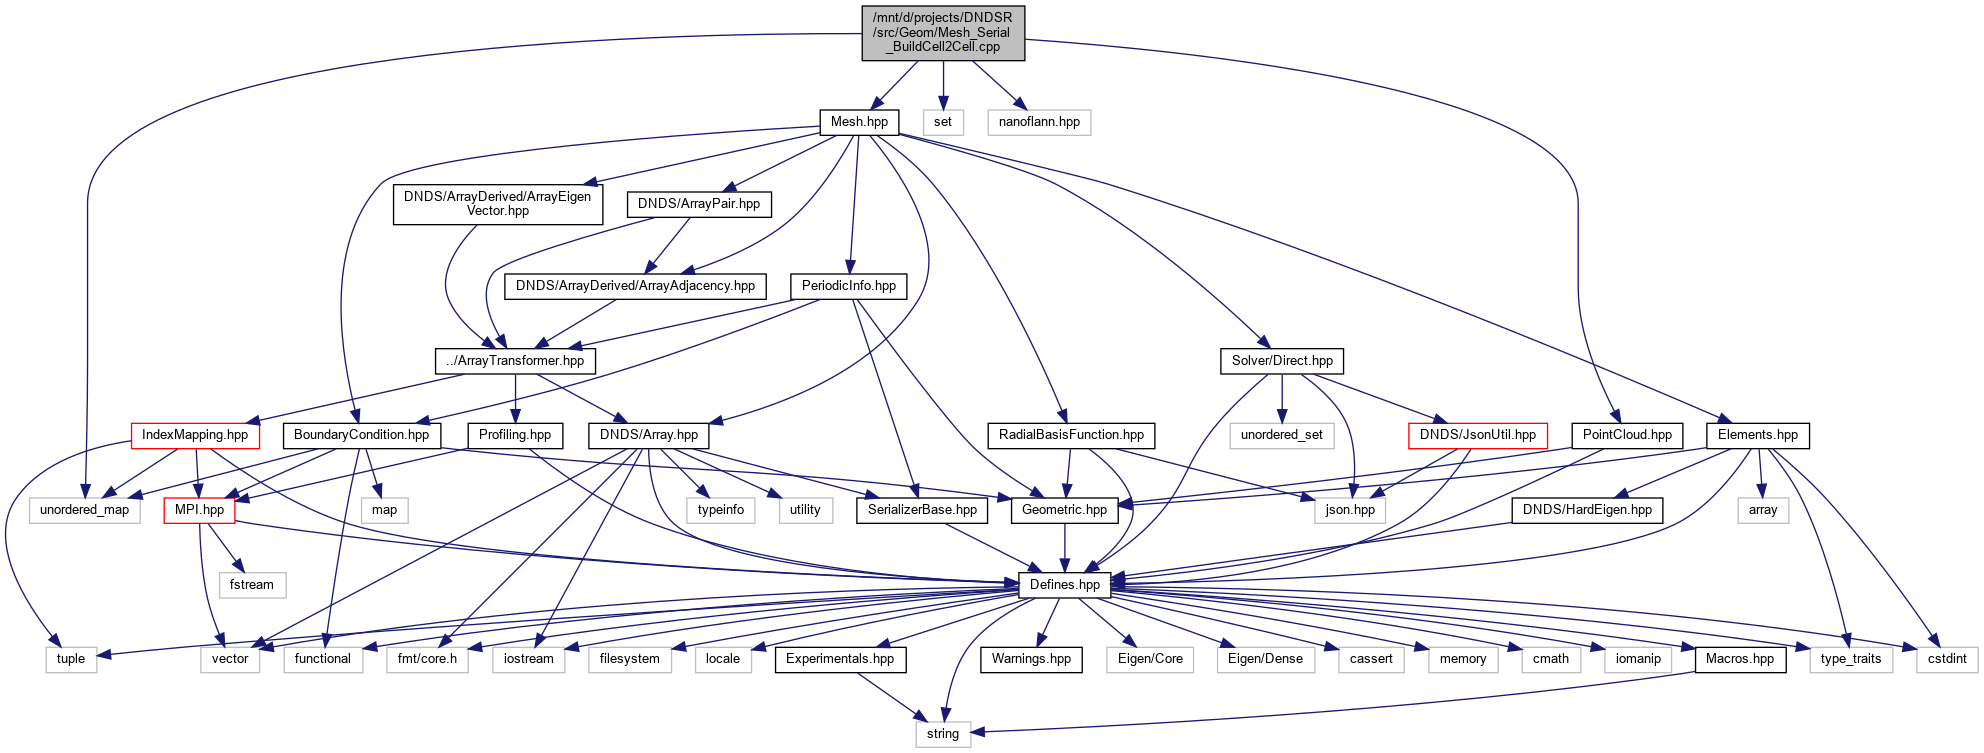 /mnt/d/projects/DNDSR
/src/Geom/Mesh_Serial
_BuildCell2Cell.cpp
Mesh.hpp
set
nanoflann.hpp
DNDS/ArrayDerived/ArrayEigen
Vector.hpp
DNDS/ArrayPair.hpp
DNDS/ArrayDerived/ArrayAdjacency.hpp
PeriodicInfo.hpp
../ArrayTransformer.hpp
Solver/Direct.hpp
IndexMapping.hpp
BoundaryCondition.hpp
Profiling.hpp
DNDS/Array.hpp
RadialBasisFunction.hpp
unordered_set
DNDS/JsonUtil.hpp
PointCloud.hpp
Elements.hpp
unordered_map
MPI.hpp
map
typeinfo
utility
SerializerBase.hpp
Geometric.hpp
json.hpp
DNDS/HardEigen.hpp
array
fstream
Defines.hpp
tuple
vector
functional
fmt/core.h
iostream
filesystem
locale
Experimentals.hpp
Warnings.hpp
Eigen/Core
Eigen/Dense
cassert
memory
cmath
iomanip
Macros.hpp
type_traits
cstdint
string